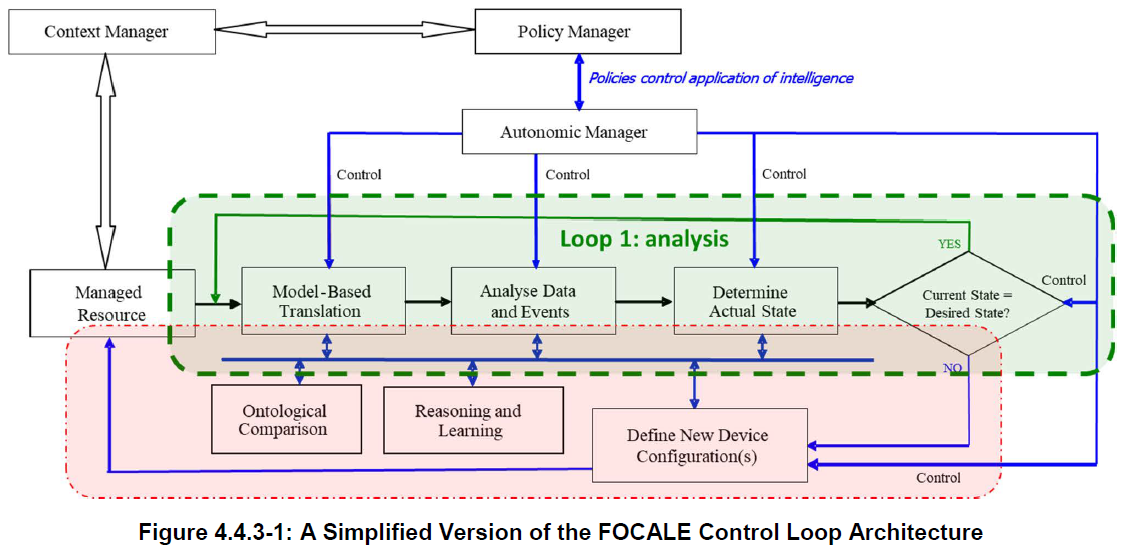 Context Manager
Policy Manager
Policies control application of intelligence
Autonomic Manager
Control
Control
Control
Loop 1: analysis
YES
Managed
Resource
Model-Based
Translation
Analyse Data
and Events
Determine
Actual State
Current State =
Desired State?
Control
NO
Ontological
Comparison
Reasoning and
Learning
Define New Device
Configuration(s)
Control
Figure 4.4.3-1: A Simplified Version of the FOCALE Control Loop Architecture